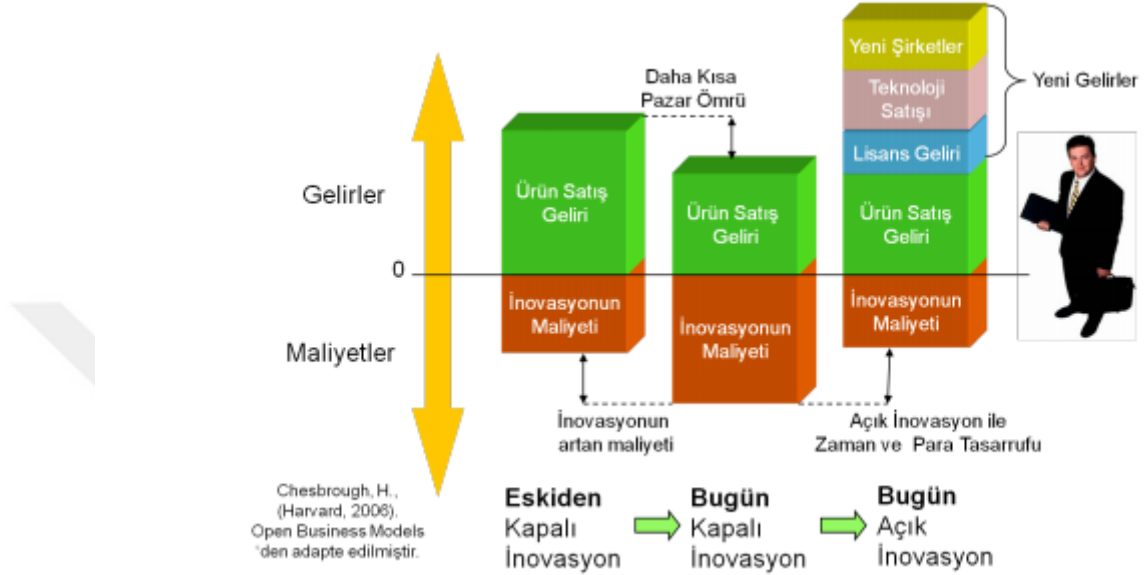 Yeni Şirketler
Teknoloji
Satışı
Lisans Geliri
Ürün Satış
Geliri
İnovasyonun
Maliyeti
Yeni Gelirler
Daha Kısa
Pazar Ömrü
Ürün Satış
Geliri
İnovasyonun
Maliyeti
Ürün Satış
Geliri
İnovasyonun
Maliyeti
Gelirler
0
Maliyetler
İnovasyonun
artan maliyeti
Açık İnovasyon ile
Zaman ve Para Tasarrufu
Chesbrough, H.,
(Harvard, 2006).
Open Business Models
'den adapte edilmiştir.
Eskiden
Kapalı
İnovasyon
Bugün
Kapalı
İnovasyon
Bugün
Açık
İnovasyon